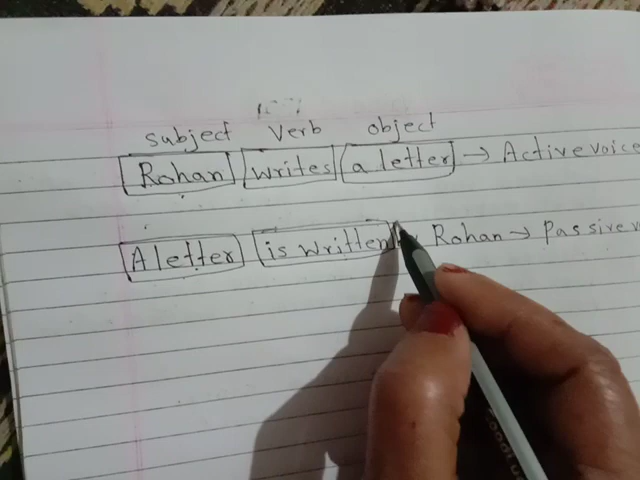 subject Verb object
Rohan writes a letter → Active voice
A letter is written Rohan → Passive